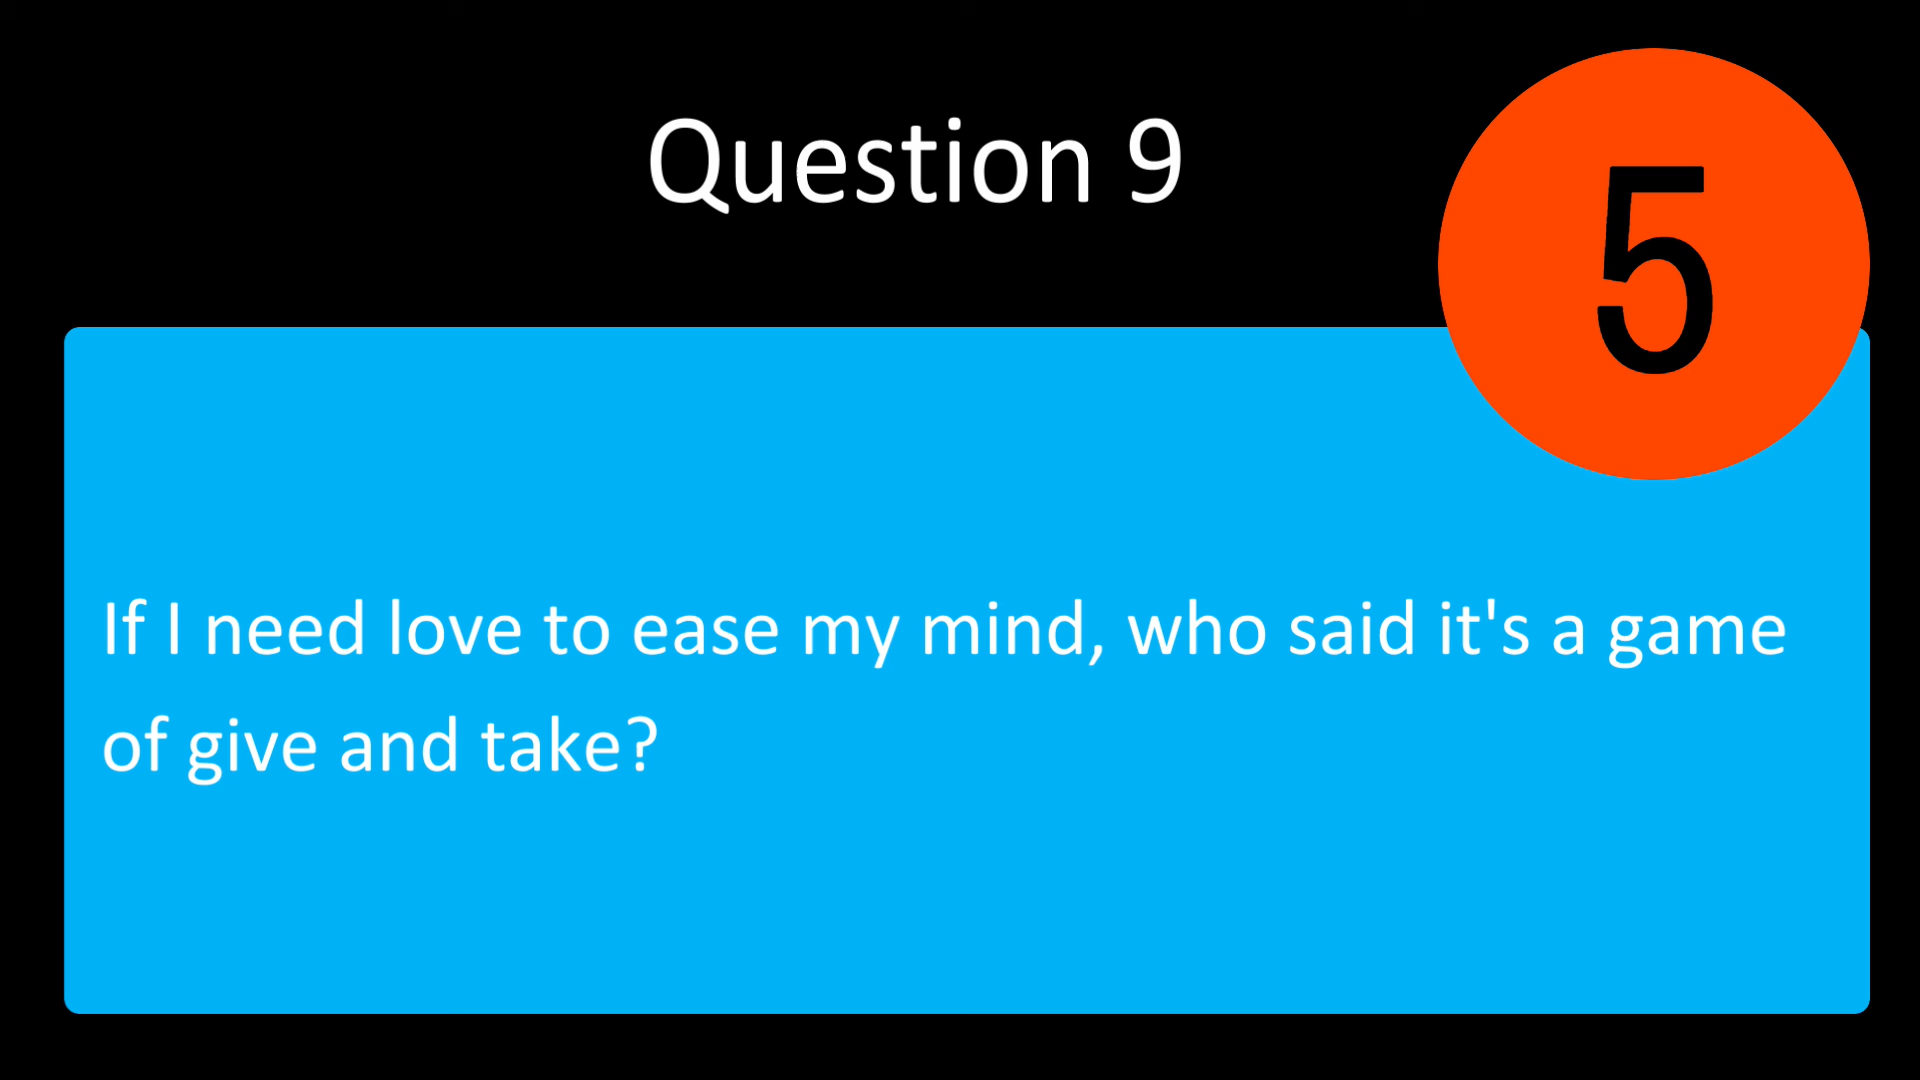 Question 9
5
If I need love to ease my mind, who said it's a game
of give and take?